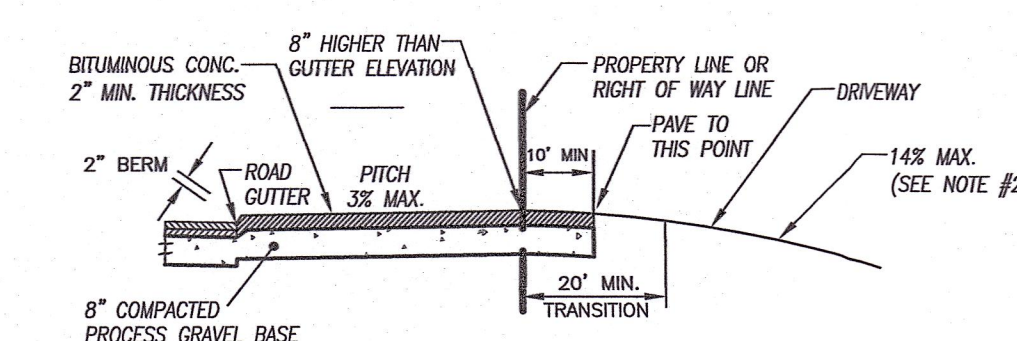 8" HIGHER THAN
GUTTER ELEVATION
BITUMINOUS CONC.
2" MIN. THICKNESS
PROPERTY LINE OR
RIGHT OF WAY LINE
DRIVEWAY
PAVE TO
THIS POINT
2" BERM
ROAD
GUTTER
PITCH
3% MAX.
10' MIN
14% MAX.
(SEE NOTE #2
20' MIN.
TRANSITION
8" COMPACTED
PROCESS GRAVEL BASE